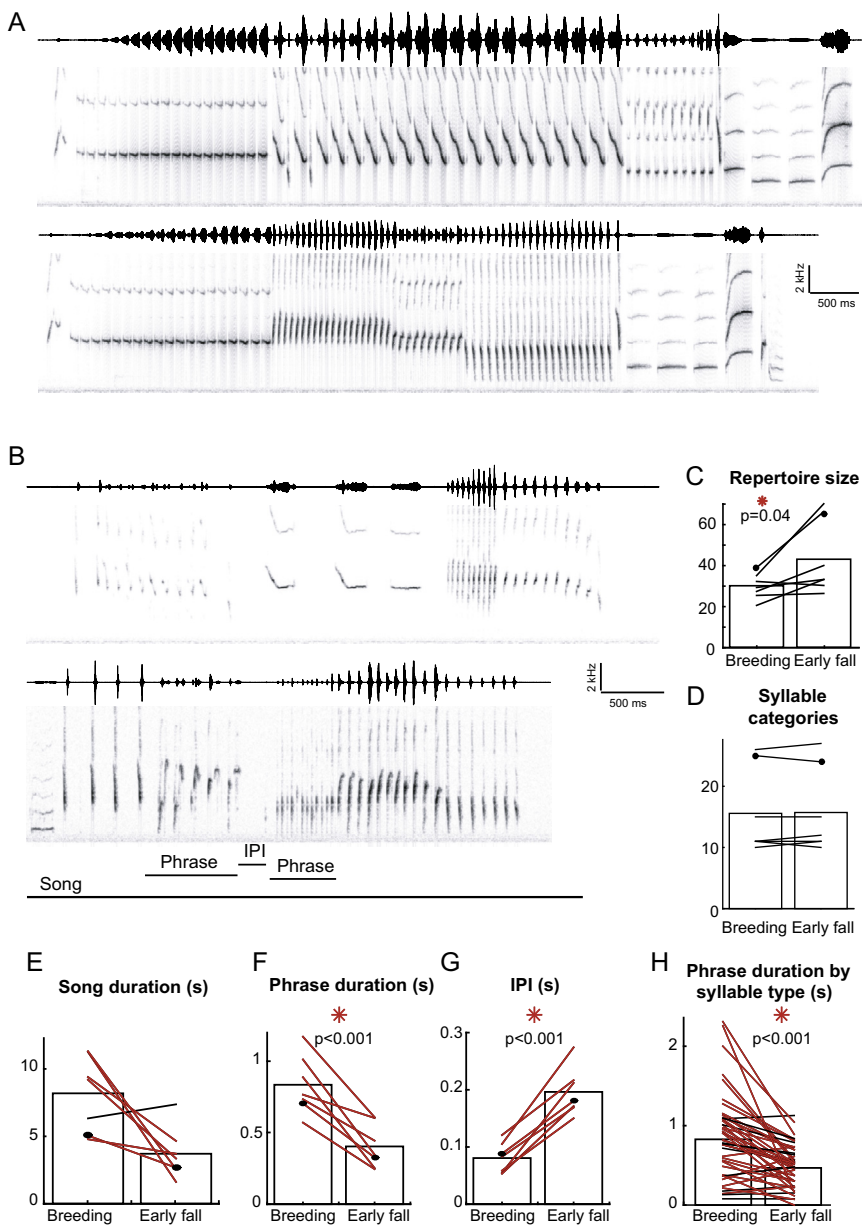 A
2 kHz
500 ms
B
2 kHz
500 ms
Phrase
IPI
Phrase
Song
C
Repertoire size
*
p=0.04
60
40
20
0
Breeding
Early fall
D
Syllable categories
20
10
0
Breeding
Early fall
E
Song duration (s)
10
5
0
Breeding
Early fall
F
Phrase duration (s)
*
p<0.001
1
0.5
0
Breeding
Early fall
G
IPI (s)
*
p<0.001
0.3
0.2
0.1
0
Breeding
Early fall
H
Phrase duration by
syllable type (s)
*
p<0.001
2
1
0
Breeding
Early fall